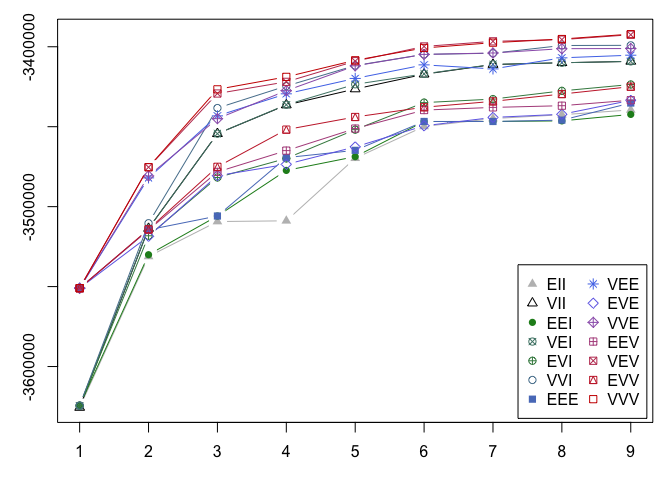 -3400000
-3500000
-3600000
1 2 3 4 5 6 7 8 9
EII VEE
VII EVE
EEI VVE
VEI EEV
EVI VEV
VVI EVV
EEE VVV